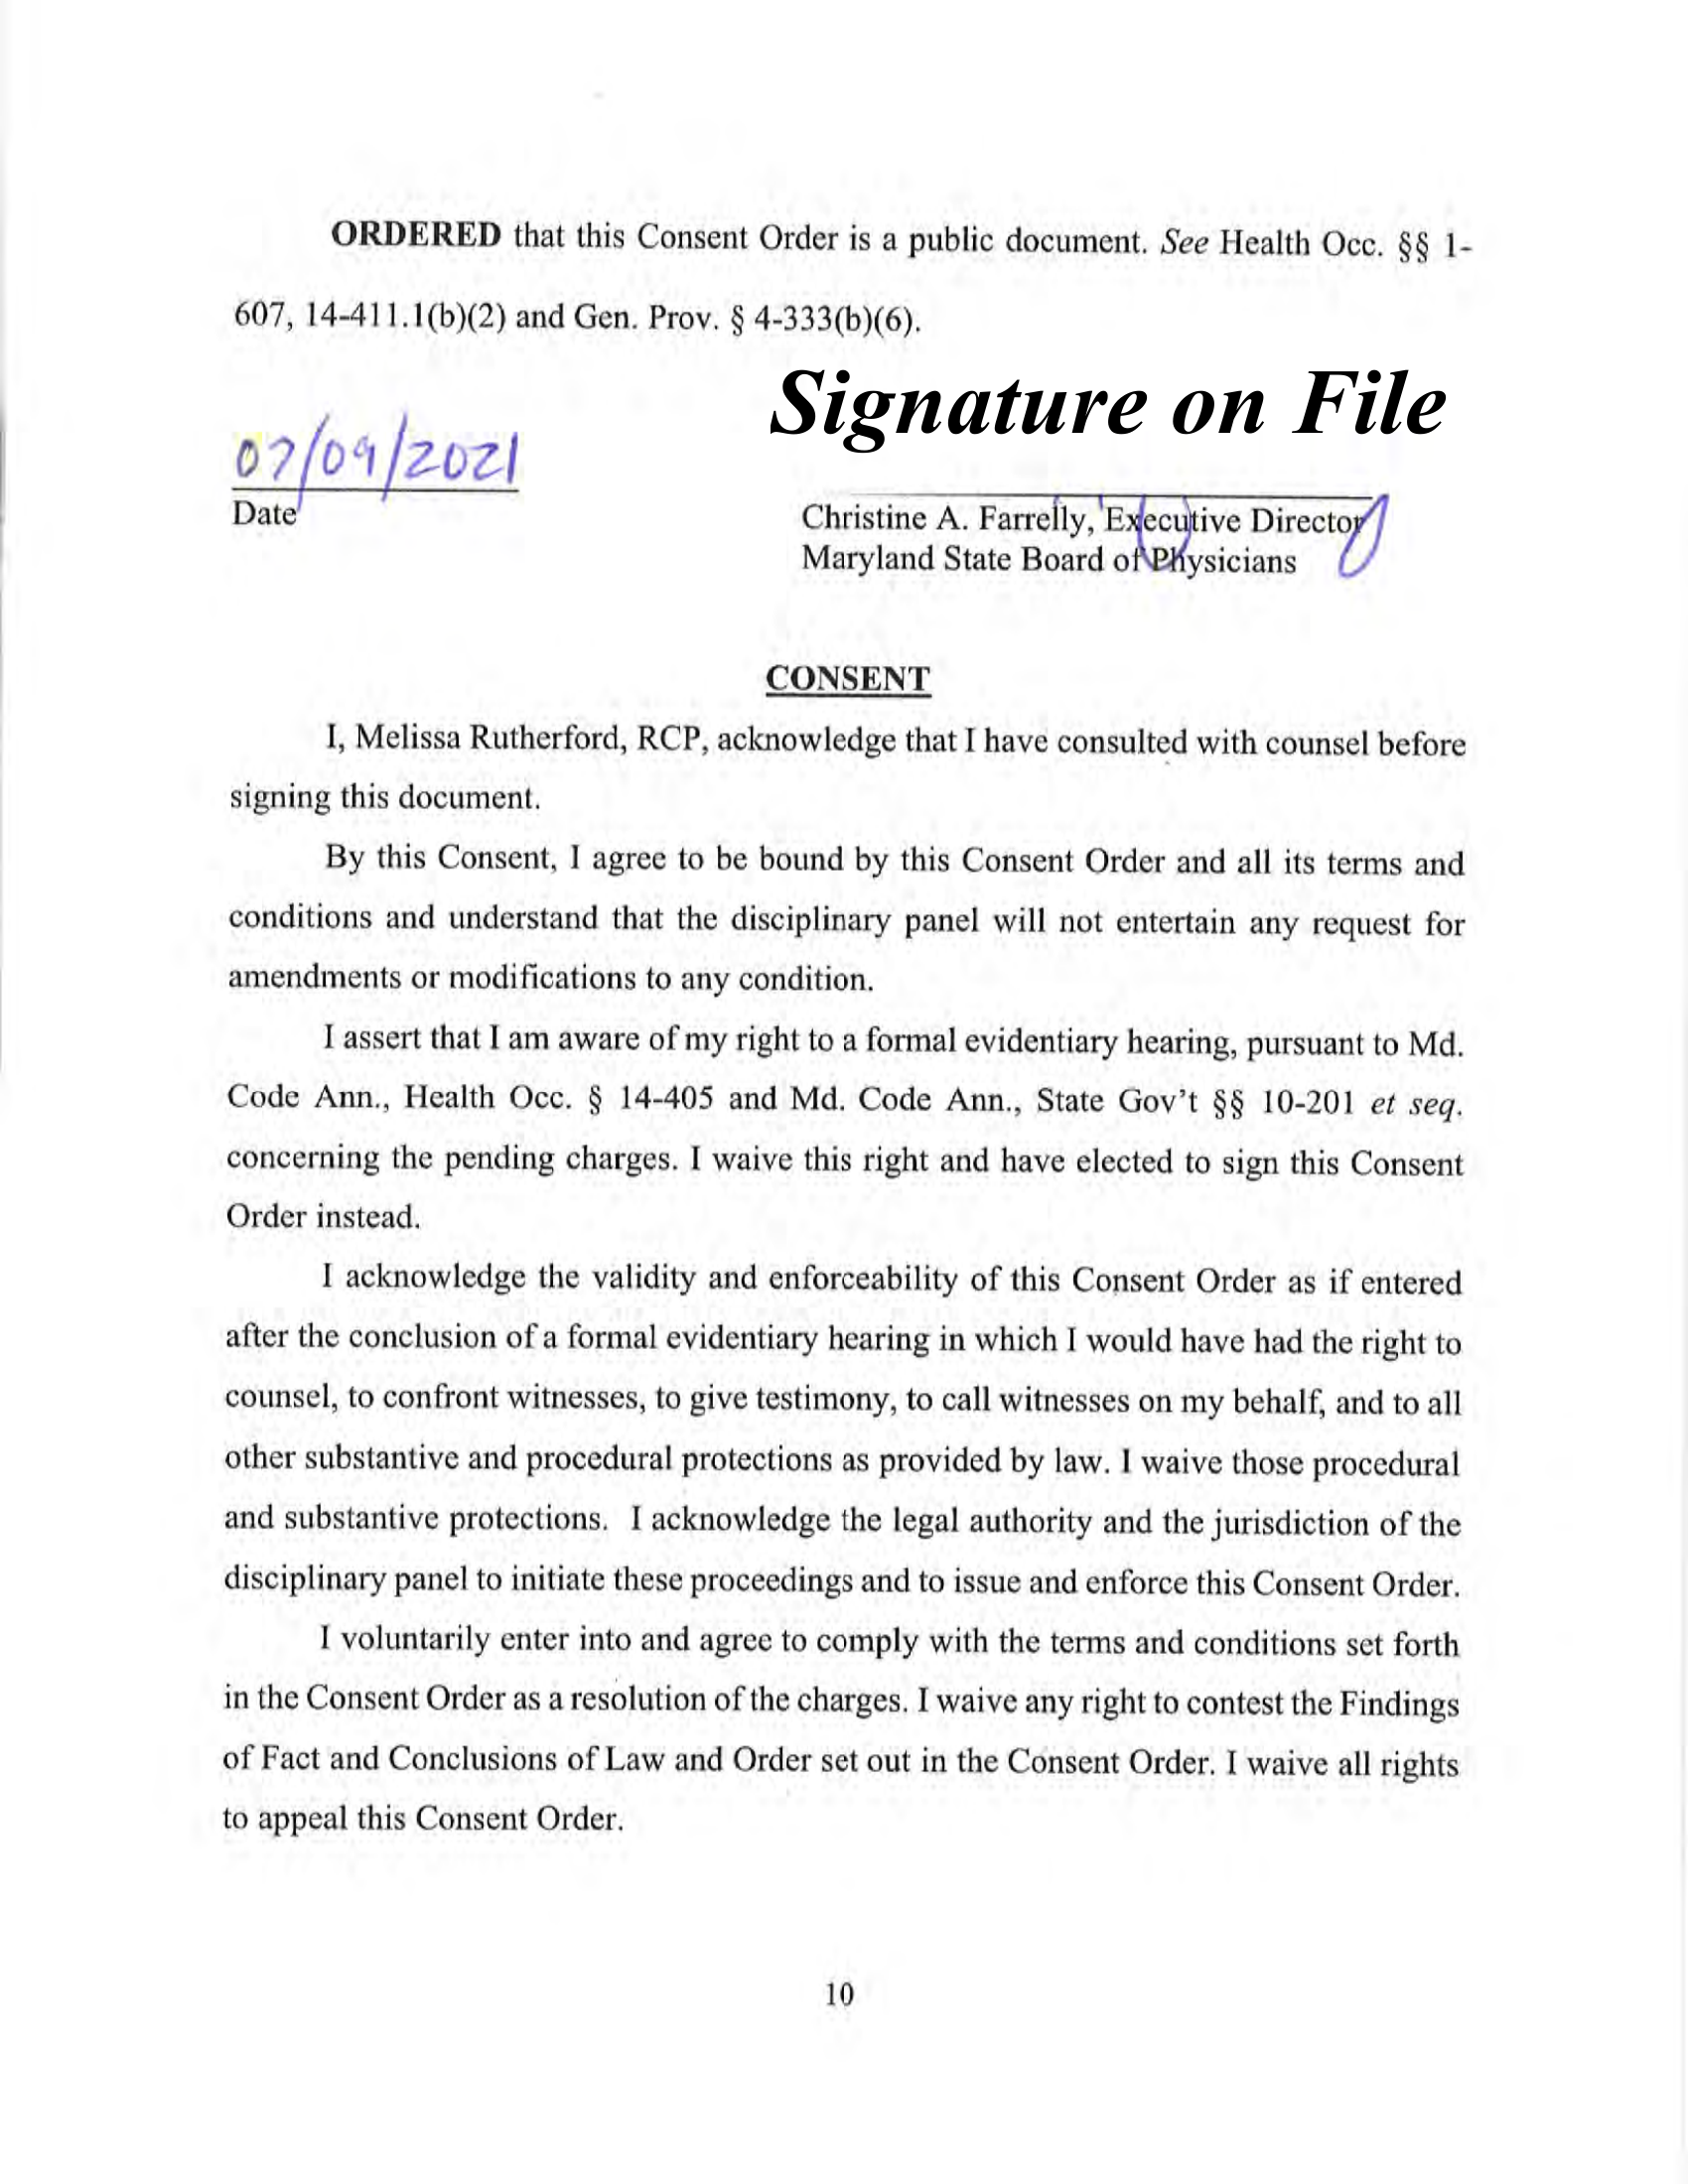 ORDERED that this Consent Order is a public document. See Health Occ. §§ 1-
607, 14-411.1(b)(2) and Gen. Prov. § 4-333(b)(6).
Signature on File
07/09/2021
Date
Christine A. Farrelly, Executive Director
Maryland State Board of Physicians
CONSENT
I, Melissa Rutherford, RCP, acknowledge that I have consulted with counsel before
signing this document.
By this Consent, I agree to be bound by this Consent Order and all its terms and
conditions and understand that the disciplinary panel will not entertain any request for
amendments or modifications to any condition.
I assert that I am aware of my right to a formal evidentiary hearing, pursuant to Md.
Code Ann., Health Occ. § 14-405 and Md. Code Ann., State Gov't §§ 10-201 et seq.
concerning the pending charges. I waive this right and have elected to sign this Consent
Order instead.
I acknowledge the validity and enforceability of this Consent Order as if entered
after the conclusion of a formal evidentiary hearing in which I would have had the right to
counsel, to confront witnesses, to give testimony, to call witnesses on my behalf, and to all
other substantive and procedural protections as provided by law. I waive those procedural
and substantive protections. I acknowledge the legal authority and the jurisdiction of the
disciplinary panel to initiate these proceedings and to issue and enforce this Consent Order.
I voluntarily enter into and agree to comply with the terms and conditions set forth
in the Consent Order as a resolution of the charges. I waive any right to contest the Findings
of Fact and Conclusions of Law and Order set out in the Consent Order. I waive all rights
to appeal this Consent Order.
10